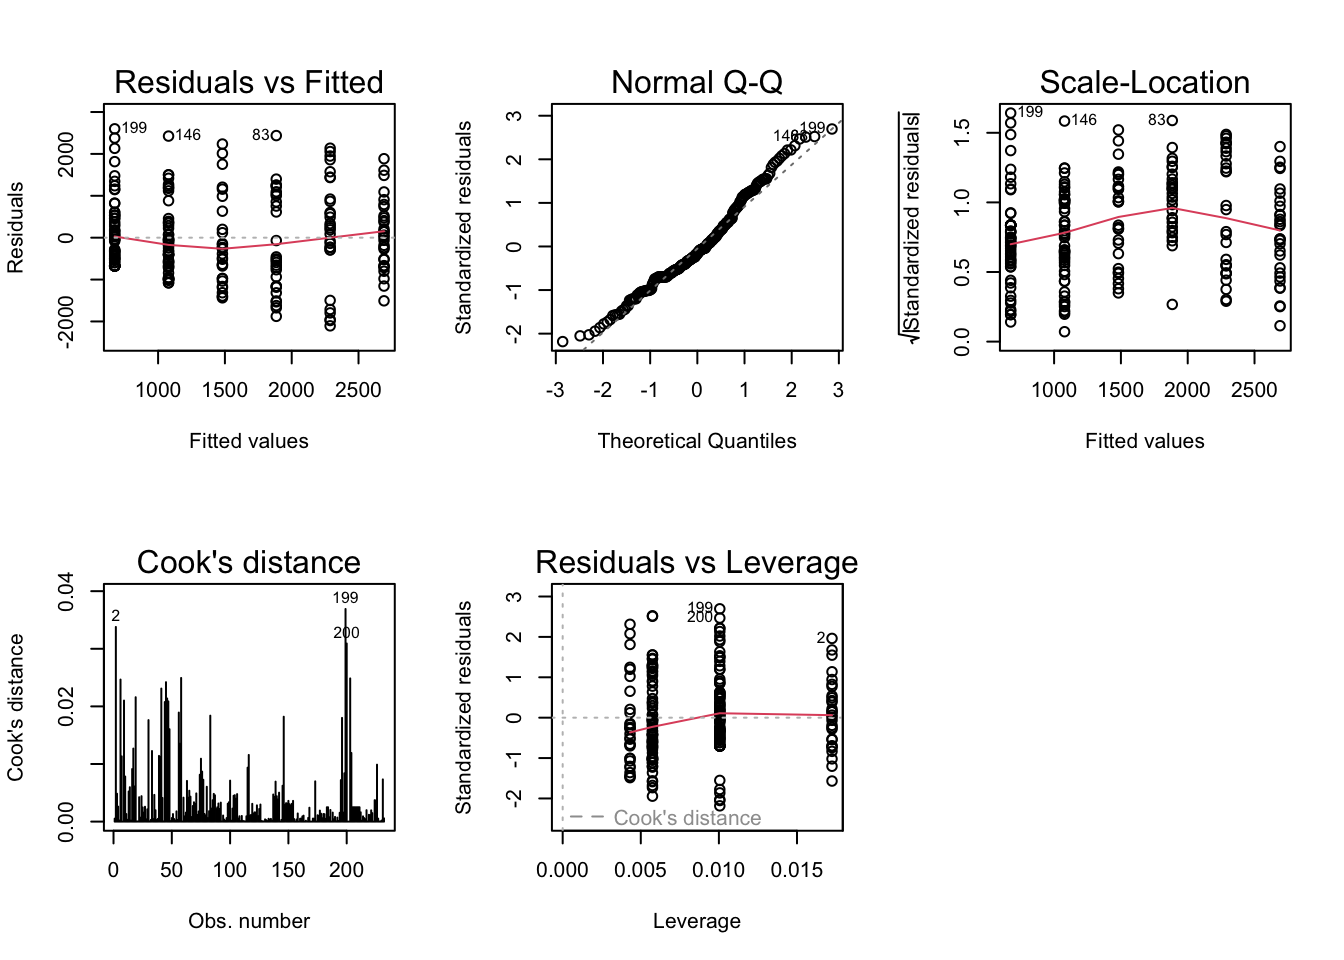 Residuals vs Fitted
Residuals
2000
0
-2000
199
146
83
1000 1500 2000 2500
Fitted values
Normal Q-Q
Standardized residuals
3
2
1
0
-1
-2
199
-3 -2 -1 0 1 2 3
Theoretical Quantiles
Scale-Location
√|Standardized residuals|
1.5
1.0
0.5
0.0
199
146
83
1000 1500 2000 2500
Fitted values
Cook's distance
Cook's distance
0.04
0.02
0.00
2
199
200
0 50 100 150 200
Obs. number
Residuals vs Leverage
Standardized residuals
3
2
1
0
-1
-2
199
200
2
Cook's distance
0.000 0.005 0.010 0.015
Leverage